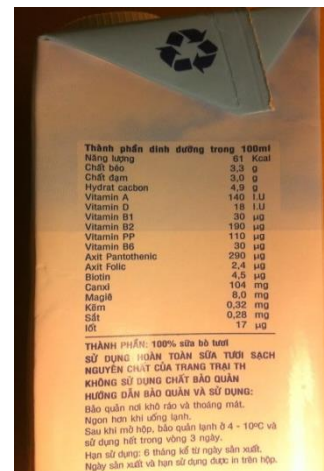 Thành phần dinh dưỡng trong 100ml
Năng lượng 61 Kcal
Chất béo 3,3 g
Chất đạm 3,0 g
Hydrat cacbon 4,9 g
Vitamin A 140 I.U
Vitamin D 18 I.U
Vitamin B1 30 µg
Vitamin B2 190 µg
Vitamin PP 110 µg
Vitamin B6 30 µg
Axit Pantothenic 290 µg
Axit Folic 2,4 µg
Biotin 4,5 µg
Canxi 104 mg
Magiê 8,0 mg
Kẽm 0,32 mg
Sắt 0,28 mg
Iốt 17 µg
THÀNH PHẦN: 100% sữa bò tươi
SỬ DỤNG HOÀN TOÀN SỮA TƯƠI SẠCH
NGUYÊN CHẤT CỦA TRANG TRẠI TH
KHÔNG SỬ DỤNG CHẤT BẢO QUẢN
HƯỚNG DẪN BẢO QUẢN VÀ SỬ DỤNG:
Bảo quản nơi khô ráo và thoáng mát.
Ngon hơn khi uống lạnh.
Sau khi mở hộp, bảo quản lạnh ở 4 - 10ºC và
sử dụng hết trong vòng 3 ngày.
Hạn sử dụng: 6 tháng kể từ ngày sản xuất.
Ngày sản xuất và hạn sử dụng được in trên hộp.